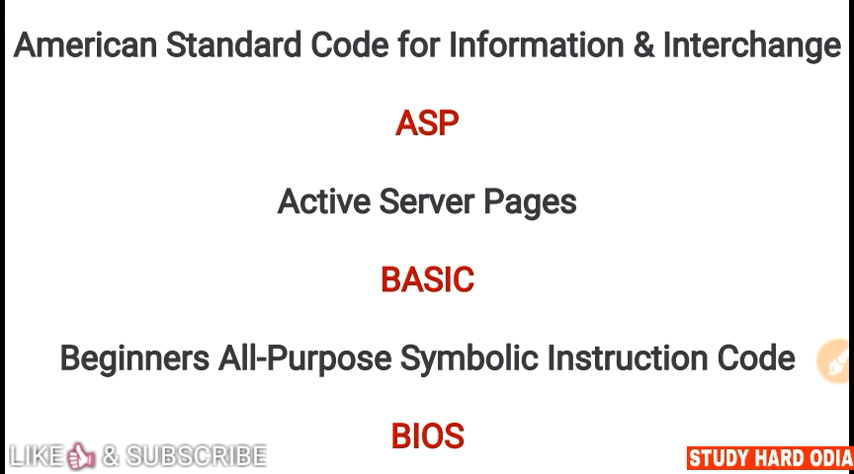 American Standard Code for Information & Interchange
ASP
Active Server Pages
BASIC
Beginners All-Purpose Symbolic Instruction Code
BIOS
LIKE & SUBSCRIBE
STUDY HARD ODIA